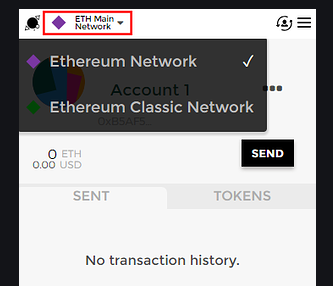 ETH Main
Network
Ethereum Network
Account 1
Ethereum Classic Network
0xB5AF5...
0 ETH
0.00 USD
SEND
SENT
TOKENS
No transaction history.